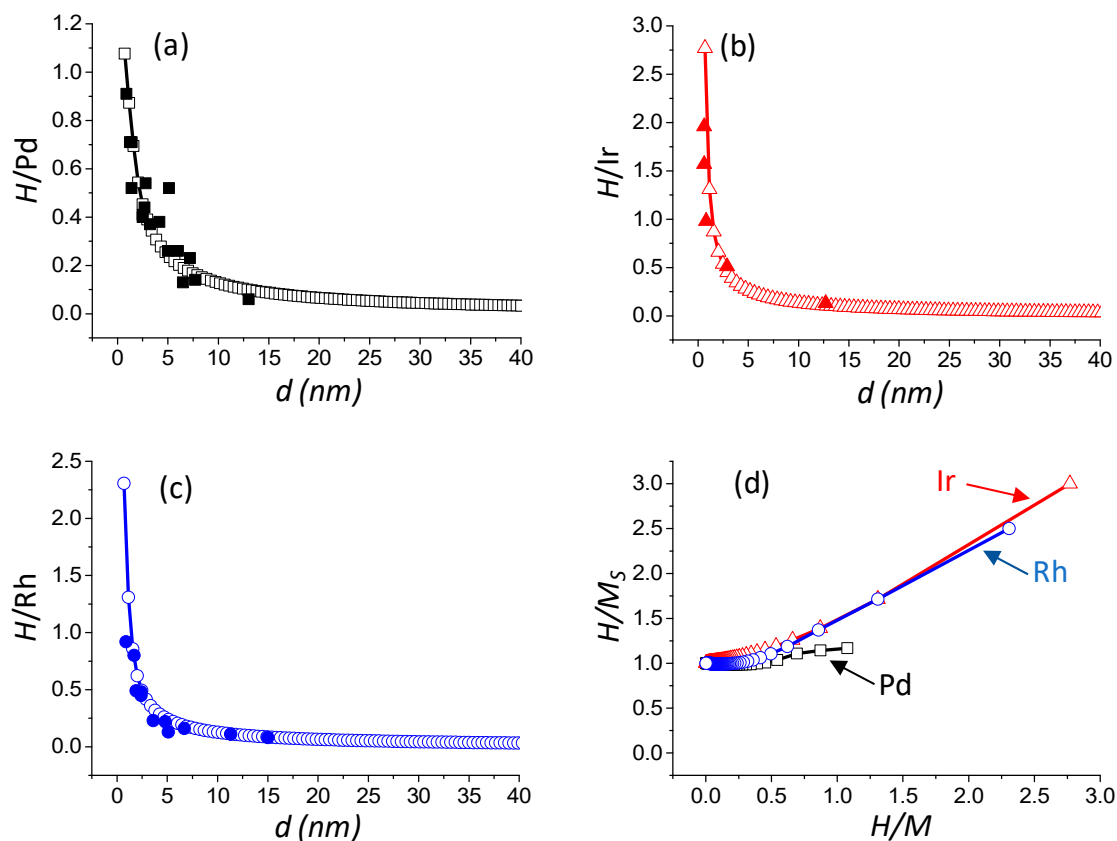 (a)
1.2
1.0
0.8
0.6
0.4
0.2
0.0
H/Pd
0 5 10 15 20 25 30 35 40
d (nm)
(b)
3.0
2.5
2.0
1.5
1.0
0.5
0.0
H/Ir
0 5 10 15 20 25 30 35 40
d (nm)
(c)
2.5
2.0
1.5
1.0
0.5
0.0
H/Rh
0 5 10 15 20 25 30 35 40
d (nm)
(d)
3.0
2.5
2.0
1.5
1.0
0.5
0.0
H/MS
Ir
Rh
Pd
0.0 0.5 1.0 1.5 2.0 2.5 3.0
H/M